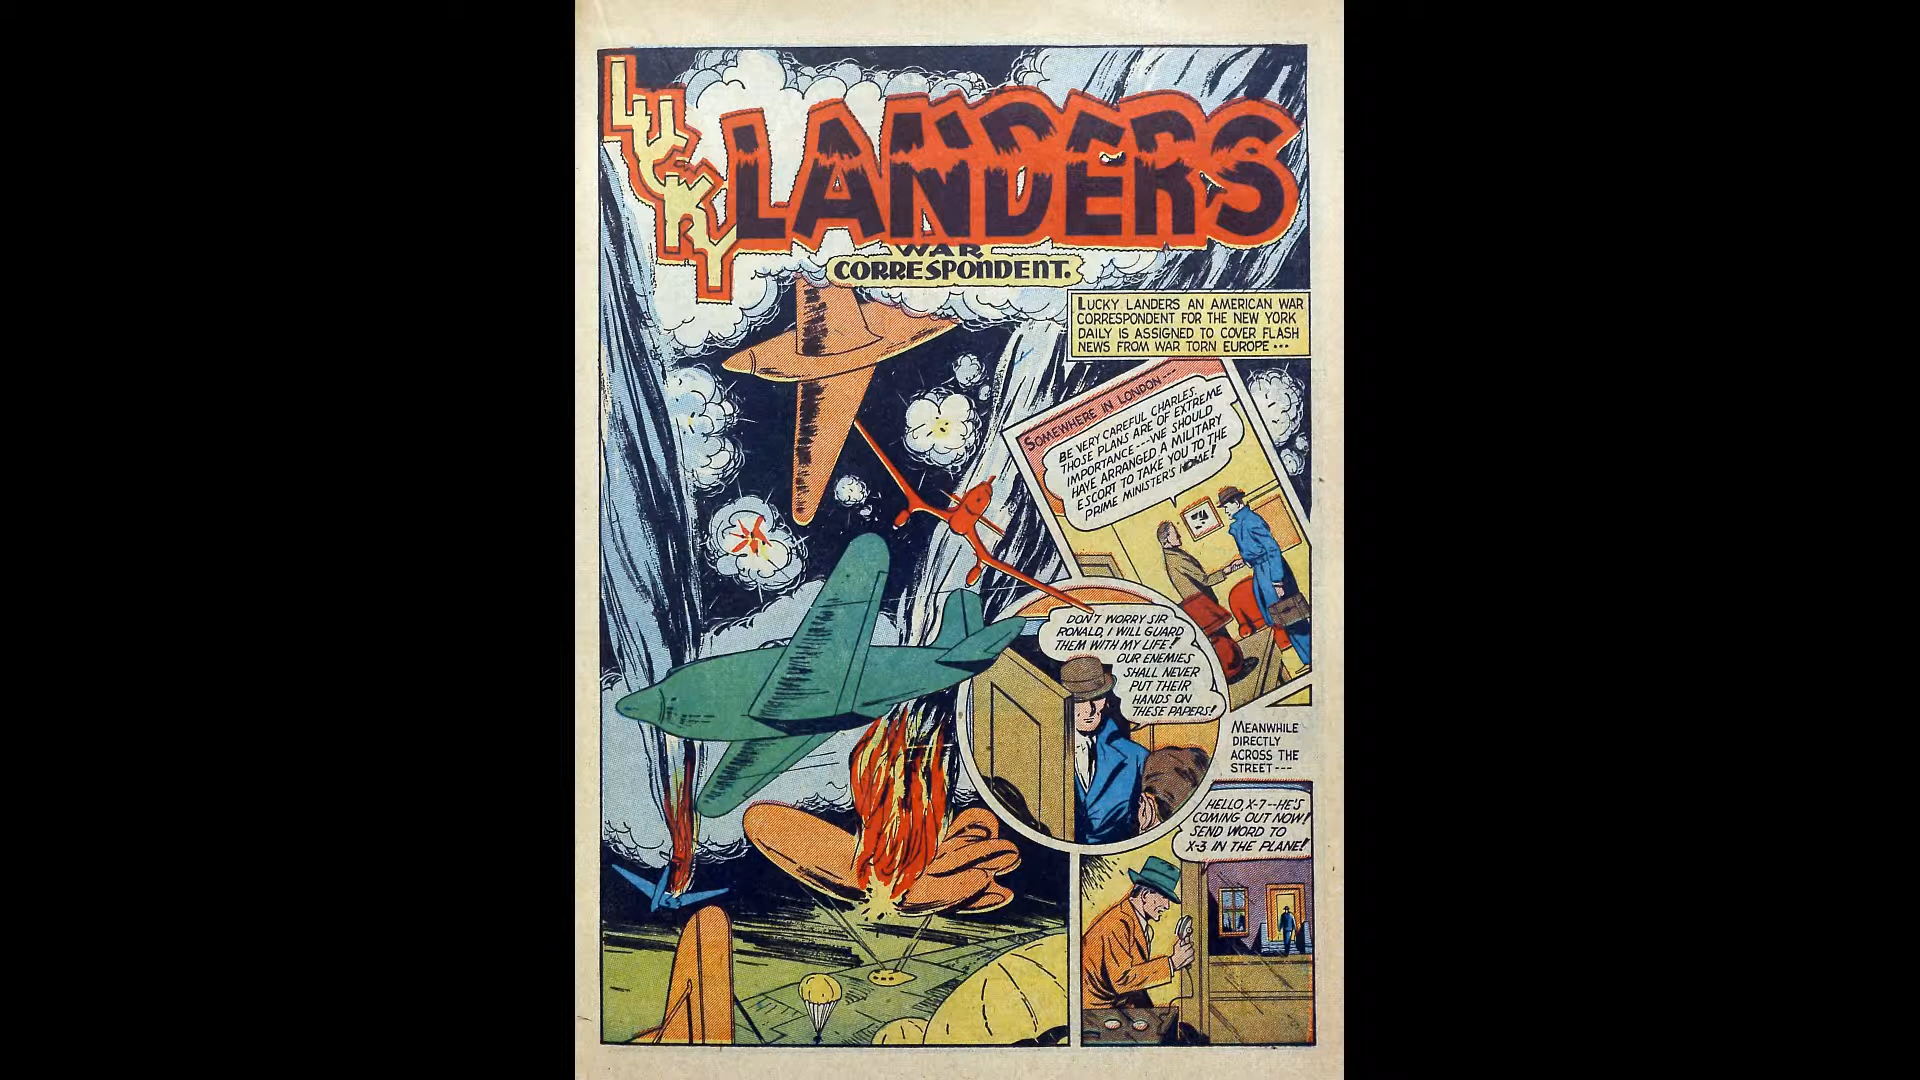 LUCKY
LANDERS
WAR
CORRESPONDENT.
LUCKY LANDERS AN AMERICAN WAR
CORRESPONDENT FOR THE NEW YORK
DAILY IS ASSIGNED TO COVER FLASH
NEWS FROM WAR TORN EUROPE ...
SOMEWHERE IN LONDON---
BE VERY CAREFUL CHARLES.
THOSE PLANS ARE OF EXTREME
IMPORTANCE---WE SHOULD
HAVE ARRANGED A MILITARY
ESCORT TO TAKE YOU TO THE
PRIME MINISTER'S HOME!
DON'T WORRY SIR
RONALD, I WILL GUARD
THEM WITH MY LIFE!
OUR ENEMIES
SHALL NEVER
PUT THEIR
HANDS ON
THESE PAPERS!
MEANWHILE
DIRECTLY
ACROSS THE
STREET---
HELLO, X-7--HE'S
COMING OUT NOW!
SEND WORD TO
X-3 IN THE PLANE!